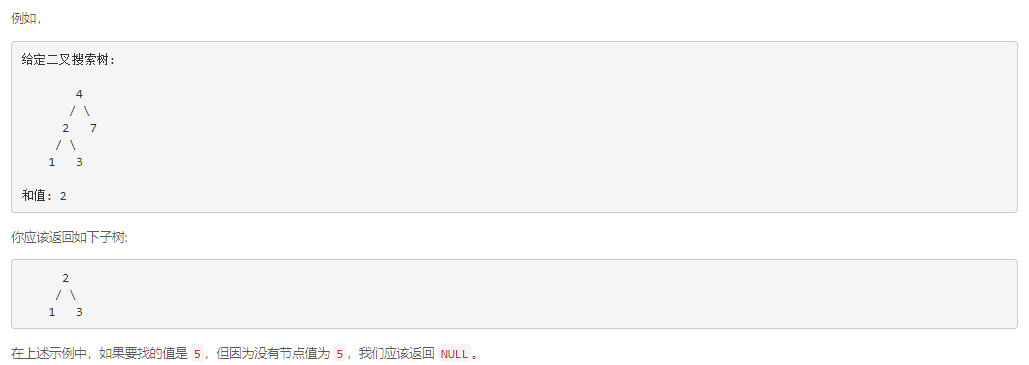 例如，
给定二叉搜索树:
        4
       / \
      2   7
     / \
    1   3
和值: 2
你应该返回如下子树:
      2
     / \
    1   3
在上述示例中，如果要找的值是 5，但因为没有节点值为 5，我们应该返回 NULL。